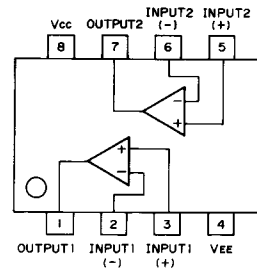 INPUT2 INPUT2
Vcc OUTPUT2 (-) (+)
8 7 6 5
-
+
+
-
1 2 3 4
OUTPUT1 INPUT1 INPUT1 VEE
(-) (+)